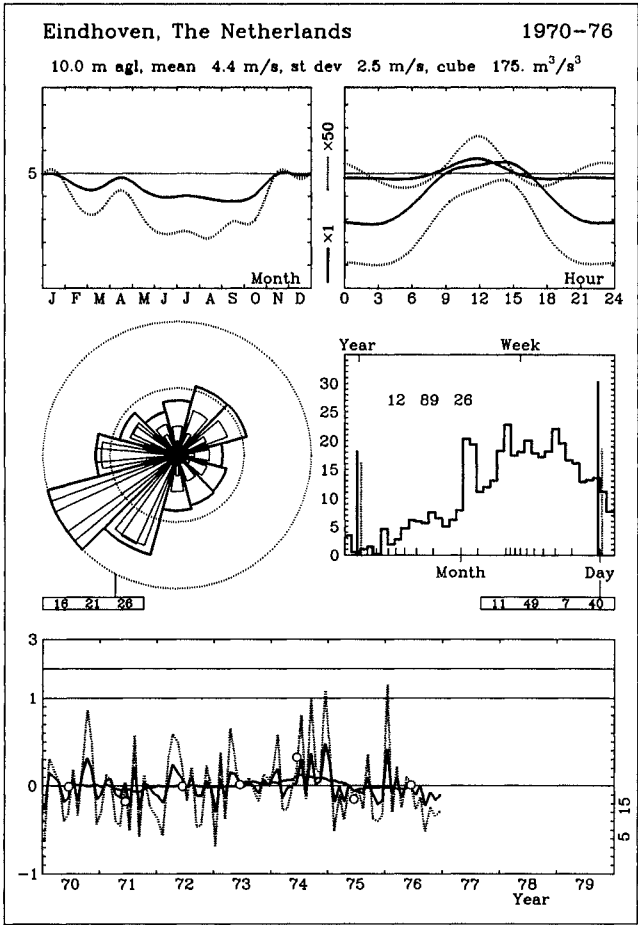 Eindhoven, The Netherlands 1970-76
10.0 m agl, mean 4.4 m/s, st dev 2.5 m/s, cube 175. m³/s³
5
×1 ×50
Month
J F M A M J J A S O N D
Hour
0 3 6 9 12 15 18 21 24
Year Week
35
30
25
20
15
10
5
0
12 89 26
Month Day
16 21 26
11 49 7 40
3
1
0
-1
5 15
70 71 72 73 74 75 76 77 78 79
Year